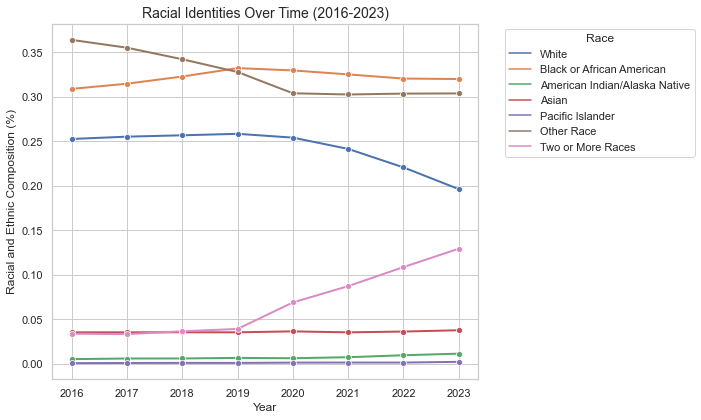 Racial Identities Over Time (2016-2023)
Racial and Ethnic Composition (%)
0.35
0.30
0.25
0.20
0.15
0.10
0.05
0.00
2016 2017 2018 2019 2020 2021 2022 2023
Year
Race
White
Black or African American
American Indian/Alaska Native
Asian
Pacific Islander
Other Race
Two or More Races